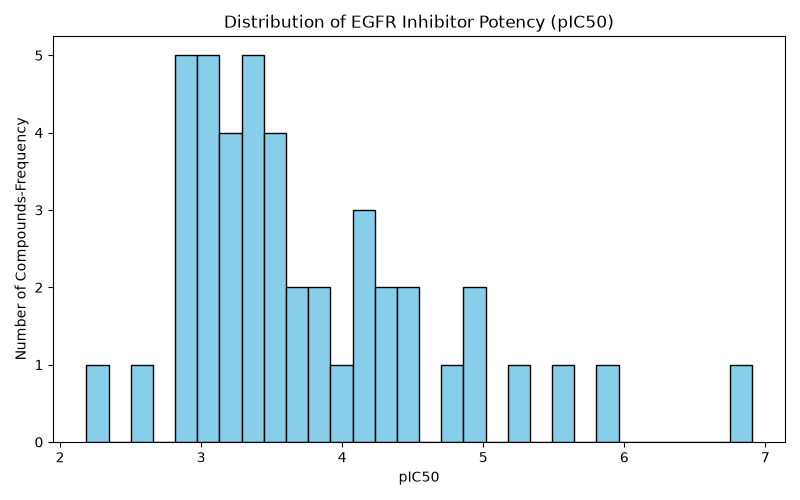 Distribution of EGFR Inhibitor Potency (pIC50)
Number of Compounds-Frequency
5
4
3
2
1
0
2 3 4 5 6 7
pIC50